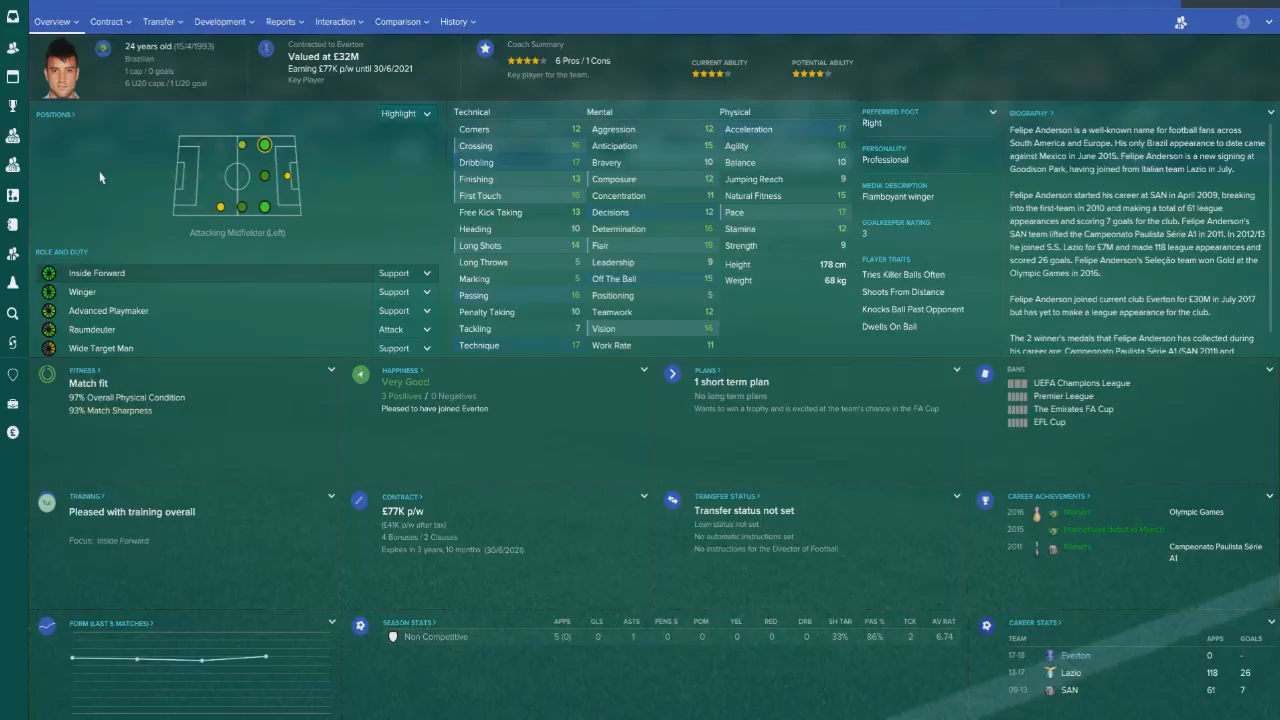 Overview Contract Transfer Development Reports Interaction Comparison History
?
24 years old (15/4/1993)
Brazilian
1 cap / 0 goals
6 U20 caps / 1 U20 goal
Contracted to Everton
Valued at £32M
Earning £77K p/w until 30/6/2021
Key Player
Coach Summary
6 Pros / 1 Cons
Key player for the team.
CURRENT ABILITY
POTENTIAL ABILITY
POSITIONS >
Highlight
Attacking Midfielder (Left)
ROLE AND DUTY
Inside Forward Support
Winger Support
Advanced Playmaker Support
Raumdeuter Attack
Wide Target Man Support
Technical
Corners 12
Crossing 16
Dribbling 17
Finishing 13
First Touch 16
Free Kick Taking 13
Heading 10
Long Shots 14
Long Throws 5
Marking 5
Passing 16
Penalty Taking 10
Tackling 7
Technique 17
Mental
Aggression 12
Anticipation 15
Bravery 10
Composure 12
Concentration 11
Decisions 12
Determination 16
Flair 18
Leadership 9
Off The Ball 15
Positioning 5
Teamwork 12
Vision 16
Work Rate 11
Physical
Acceleration 17
Agility 16
Balance 10
Jumping Reach 9
Natural Fitness 15
Pace 17
Stamina 12
Strength 9
Height 178 cm
Weight 68 kg
PREFERRED FOOT
Right
PERSONALITY
Professional
MEDIA DESCRIPTION
Flamboyant winger
GOALKEEPER RATING
3
PLAYER TRAITS
Tries Killer Balls Often
Shoots From Distance
Knocks Ball Past Opponent
Dwells On Ball
BIOGRAPHY >
Felipe Anderson is a well-known name for football fans across
South America and Europe. His only Brazil appearance to date came
against Mexico in June 2015. Felipe Anderson is a new signing at
Goodison Park, having joined from Italian team Lazio in July.
Felipe Anderson started his career at SAN in April 2009, breaking
into the first-team in 2010 and making a total of 61 league
appearances and scoring 7 goals for the club. Felipe Anderson's
SAN team lifted the Campeonato Paulista Série A1 in 2011. In 2012/13
he joined S.S. Lazio for £7M and made 118 league appearances and
scored 26 goals. Felipe Anderson's Seleção team won Gold at the
Olympic Games in 2016.
Felipe Anderson joined current club Everton for £30M in July 2017
but has yet to make a league appearance for the club.
The 2 winner's medals that Felipe Anderson has collected during
his career are: Campeonato Paulista Série A1 (SAN 2011) and
FITNESS >
Match fit
97% Overall Physical Condition
93% Match Sharpness
HAPPINESS >
Very Good
3 Positives / 0 Negatives
Pleased to have joined Everton
PLANS >
1 short term plan
No long term plans
Wants to win a trophy and is excited at the team's chance in the FA Cup
BANS
UEFA Champions League
Premier League
The Emirates FA Cup
EFL Cup
TRAINING >
Tut
Pleased with training overall
Focus: Inside Forward
CONTRACT >
£77K p/w
(£41K p/w after tax)
4 Bonuses / 2 Clauses
Expires in 3 years, 10 months (30/6/2021)
TRANSFER STATUS >
Transfer status not set
Loan status not set
No automatic instructions set
No instructions for the Director of Football
CAREER ACHIEVEMENTS >
2016 Winners Olympic Games
2015 International debut vs Mexico
2011 Winners Campeonato Paulista Série
A1
FORM (LAST 5 MATCHES) >
SEASON STATS > APPS GLS ASTS PENS S POM YEL RED DRB SH TAR PAS % TCK AV RAT
Non Competitive 5 (0) 0 1 0 0 0 0 0 33% 86% 2 6.74
CAREER STATS >
TEAM APPS GOALS
17-18 Everton 0 -
13-17 Lazio 118 26
09-13 SAN 61 7